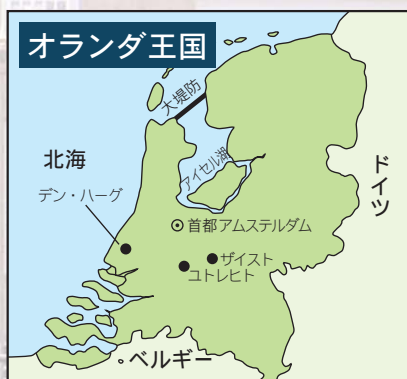 オランダ王国
大堤防
北海
アイセル湖
ドイツ
デン・ハーグ
首都アムステルダム
ザイスト
ユトレヒト
ベルギー